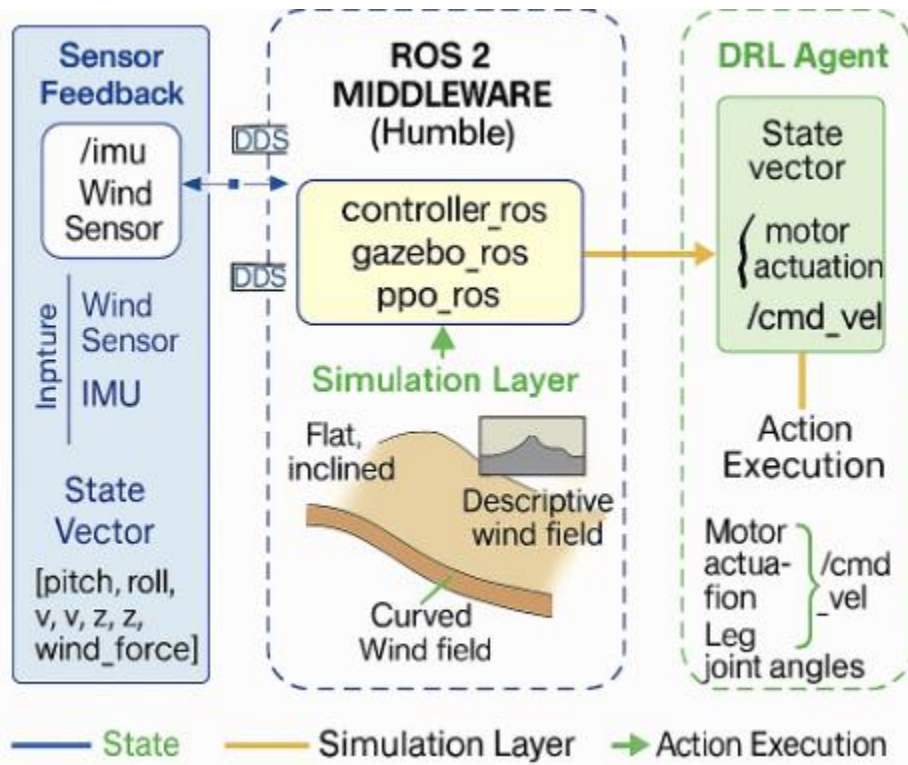 Sensor
Feedback
/imu
Wind
Sensor
Inpnture
Wind
Sensor
IMU
State
Vector
[pitch, roll,
v, v, z, z,
wind_force]
DDS
DDS
ROS 2
MIDDLEWARE
(Humble)
controller_ros
gazebo_ros
ppo_ros
Simulation Layer
Flat,
inclined
Descriptive
wind field
Curved
Wind field
DRL Agent
State
vector
{ motor
actuation
/cmd_vel
Action
Execution
Motor
actua-
fion
Leg
joint angles
} /cmd
_vel
State
Simulation Layer
Action Execution